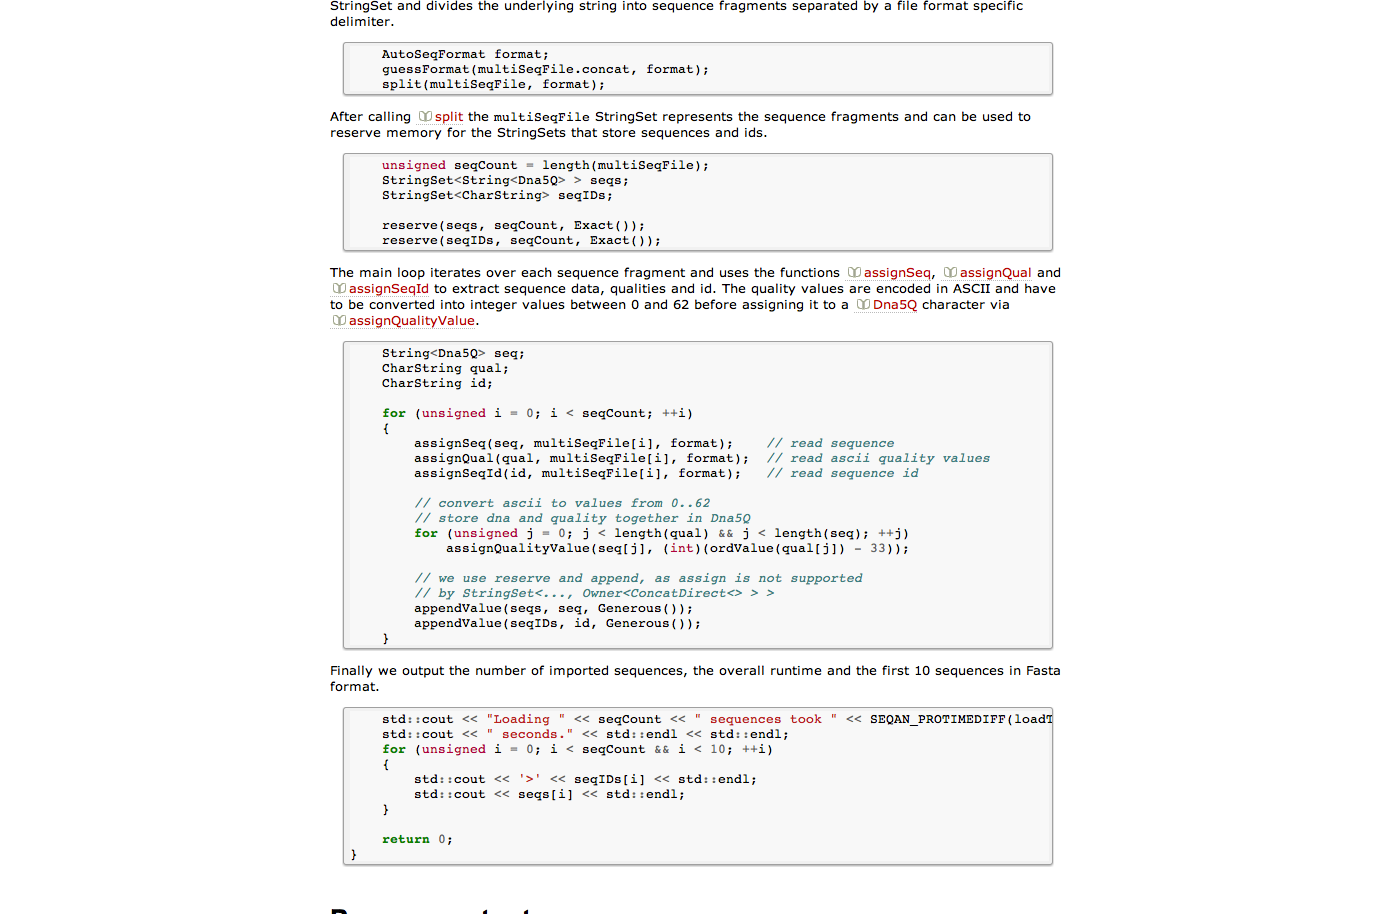 StringSet and divides the underlying string into sequence fragments separated by a file format specific
delimiter.
AutoSeqFormat format;
guessFormat(multiSeqFile.concat, format);
split(multiSeqFile, format);
After calling split the multiSeqFile StringSet represents the sequence fragments and can be used to
reserve memory for the StringSets that store sequences and ids.
unsigned seqCount = length(multiSeqFile);
StringSet<String<Dna5Q> > seqs;
StringSet<CharString> seqIDs;
reserve(seqs, seqCount, Exact());
reserve(seqIDs, seqCount, Exact());
The main loop iterates over each sequence fragment and uses the functions assignSeq, assignQual and
assignSeqId to extract sequence data, qualities and id. The quality values are encoded in ASCII and have
to be converted into integer values between 0 and 62 before assigning it to a Dna5Q character via
assignQualityValue.
String<Dna5Q> seq;
CharString qual;
CharString id;
for (unsigned i = 0; i < seqCount; ++i)
{
assignSeq(seq, multiSeqFile[i], format); // read sequence
assignQual(qual, multiSeqFile[i], format); // read ascii quality values
assignSeqId(id, multiSeqFile[i], format); // read sequence id
// convert ascii to values from 0..62
// store dna and quality together in Dna5Q
for (unsigned j = 0; j < length(qual) && j < length(seq); ++j)
assignQualityValue(seq[j], (int)(ordValue(qual[j]) - 33));
// we use reserve and append, as assign is not supported
// by StringSet<..., Owner<ConcatDirect<> > >
appendValue(seqs, seq, Generous());
appendValue(seqIDs, id, Generous());
}
Finally we output the number of imported sequences, the overall runtime and the first 10 sequences in Fasta
format.
std::cout << "Loading " << seqCount << " sequences took " << SEQAN_PROTIMEDIFF(loadT
std::cout << " seconds." << std::endl << std::endl;
for (unsigned i = 0; i < seqCount && i < 10; ++i)
{
std::cout << '>' << seqIDs[i] << std::endl;
std::cout << seqs[i] << std::endl;
}
return 0;
}